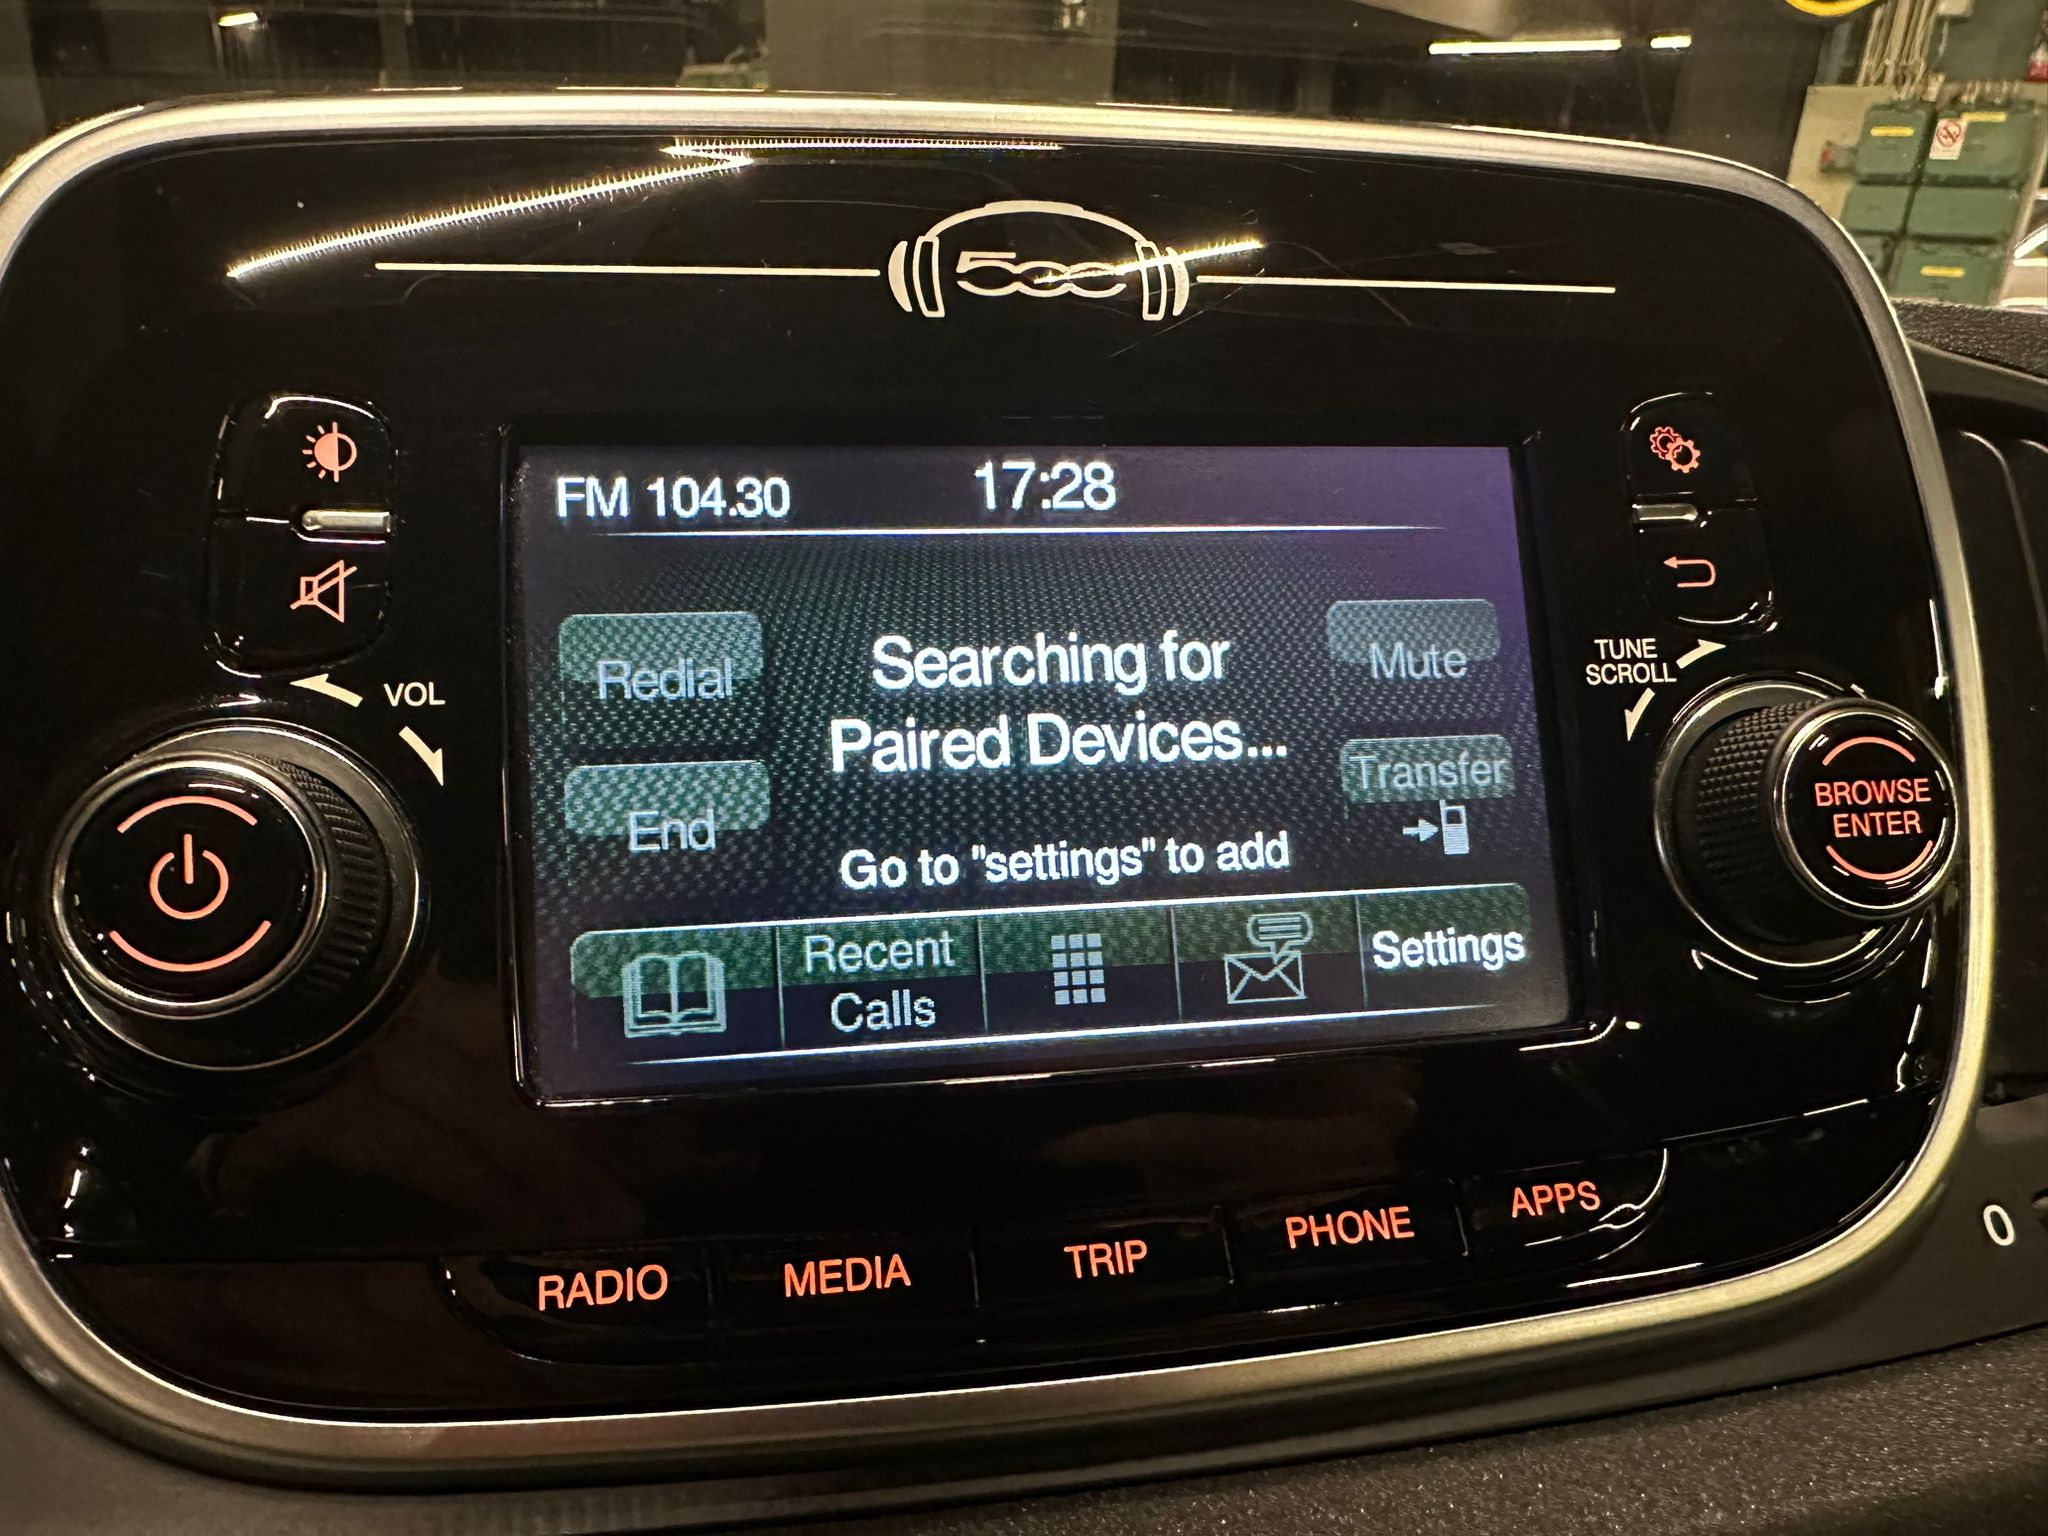 500
FM 104.30
17:28
Redial
Searching for
Paired Devices...
Mute
Transfer
End
Go to "settings" to add
Recent
Calls
Settings
VOL
TUNE
SCROLL
BROWSE
ENTER
RADIO
MEDIA
TRIP
PHONE
APPS
0